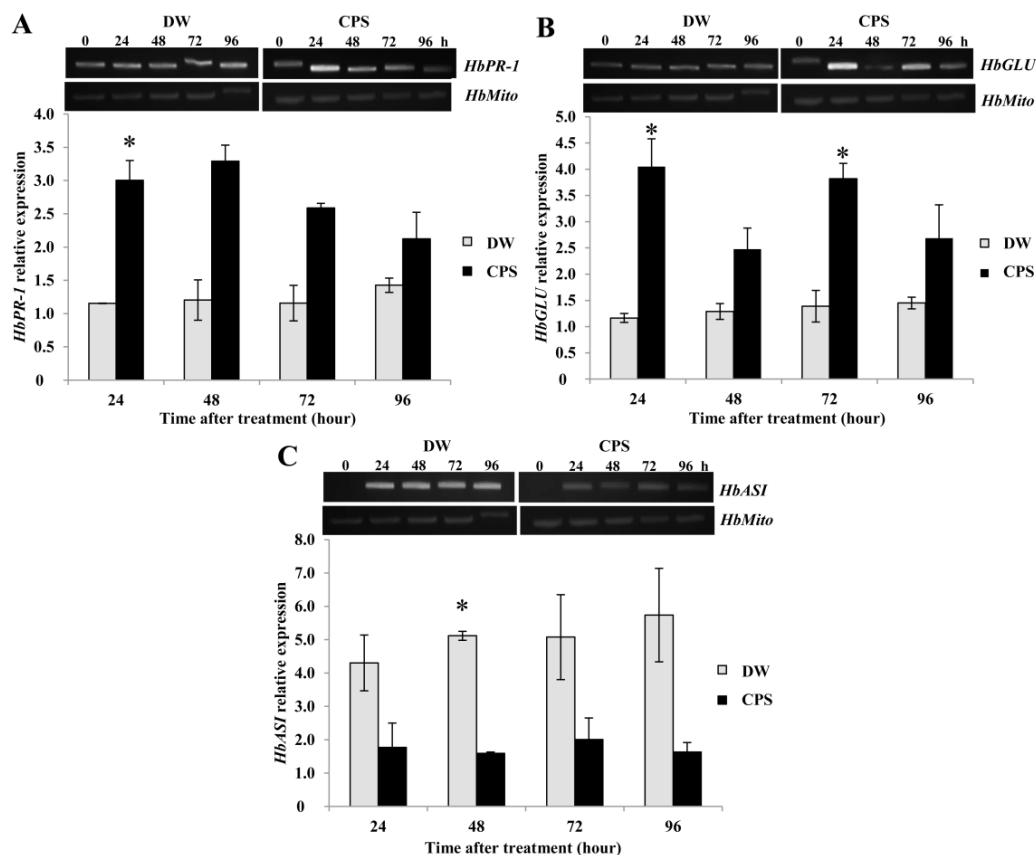 A
DW CPS
0 24 48 72 96 0 24 48 72 96 h
HbPR-1
HbMito
4.0
3.5
3.0
2.5
2.0
1.5
1.0
0.5
0
HbPR-1 relative expression
*
DW
CPS
24 48 72 96
Time after treatment (hour)
B
DW CPS
0 24 48 72 96 0 24 48 72 96 h
HbGLU
HbMito
5.0
4.5
4.0
3.5
3.0
2.5
2.0
1.5
1.0
0.5
0
HbGLU relative expression
* *
DW
CPS
24 48 72 96
Time after treatment (hour)
C
DW CPS
0 24 48 72 96 0 24 48 72 96 h
HbASI
HbMito
8.0
7.0
6.0
5.0
4.0
3.0
2.0
1.0
0
HbASI relative expression
*
DW
CPS
24 48 72 96
Time after treatment (hour)